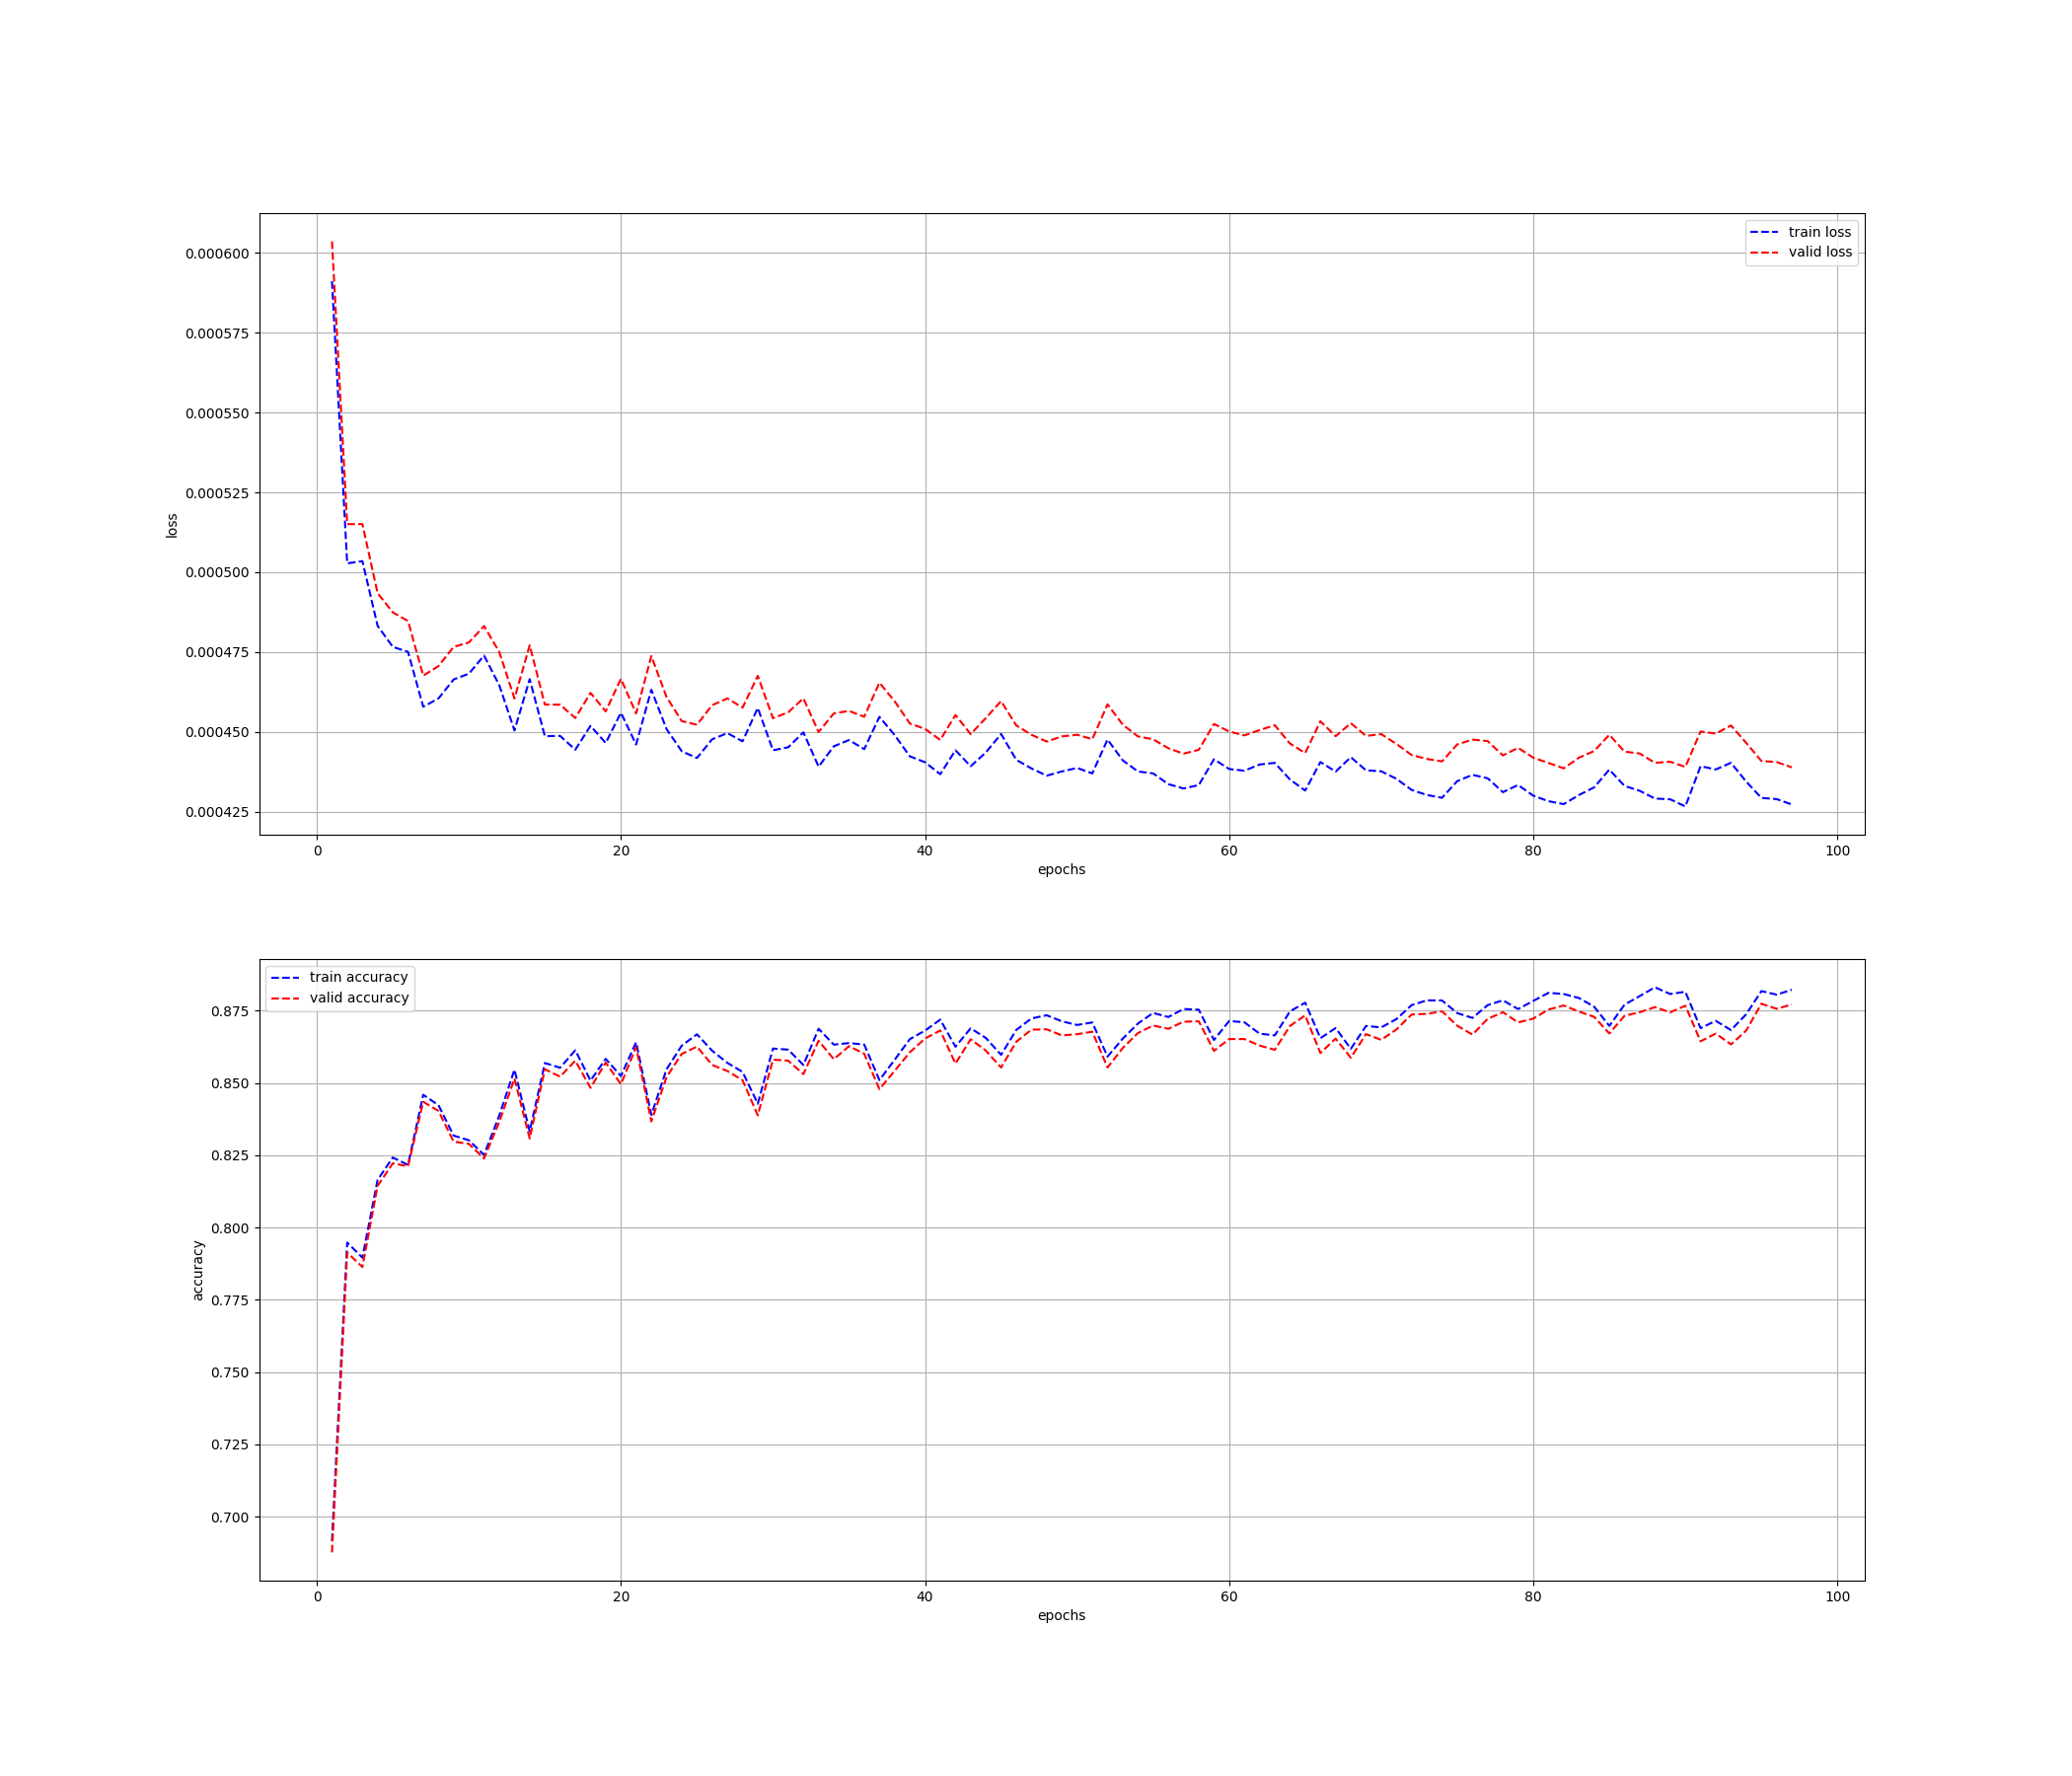 train loss
valid loss
0.000600
0.000575
0.000550
0.000525
0.000500
0.000475
0.000450
0.000425
loss
0 20 40 60 80 100
epochs
train accuracy
valid accuracy
0.875
0.850
0.825
0.800
0.775
0.750
0.725
0.700
accuracy
0 20 40 60 80 100
epochs